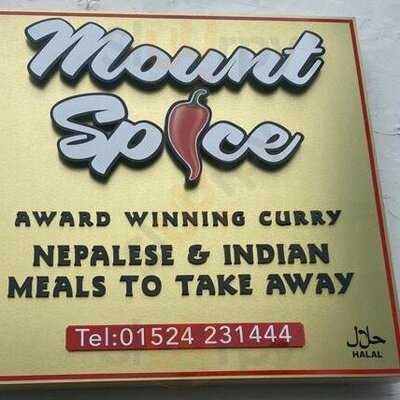 Mount
Spice
AWARD WINNING CURRY
NEPALESE & INDIAN
MEALS TO TAKE AWAY
Tel:01524 231444
حلال
HALAL